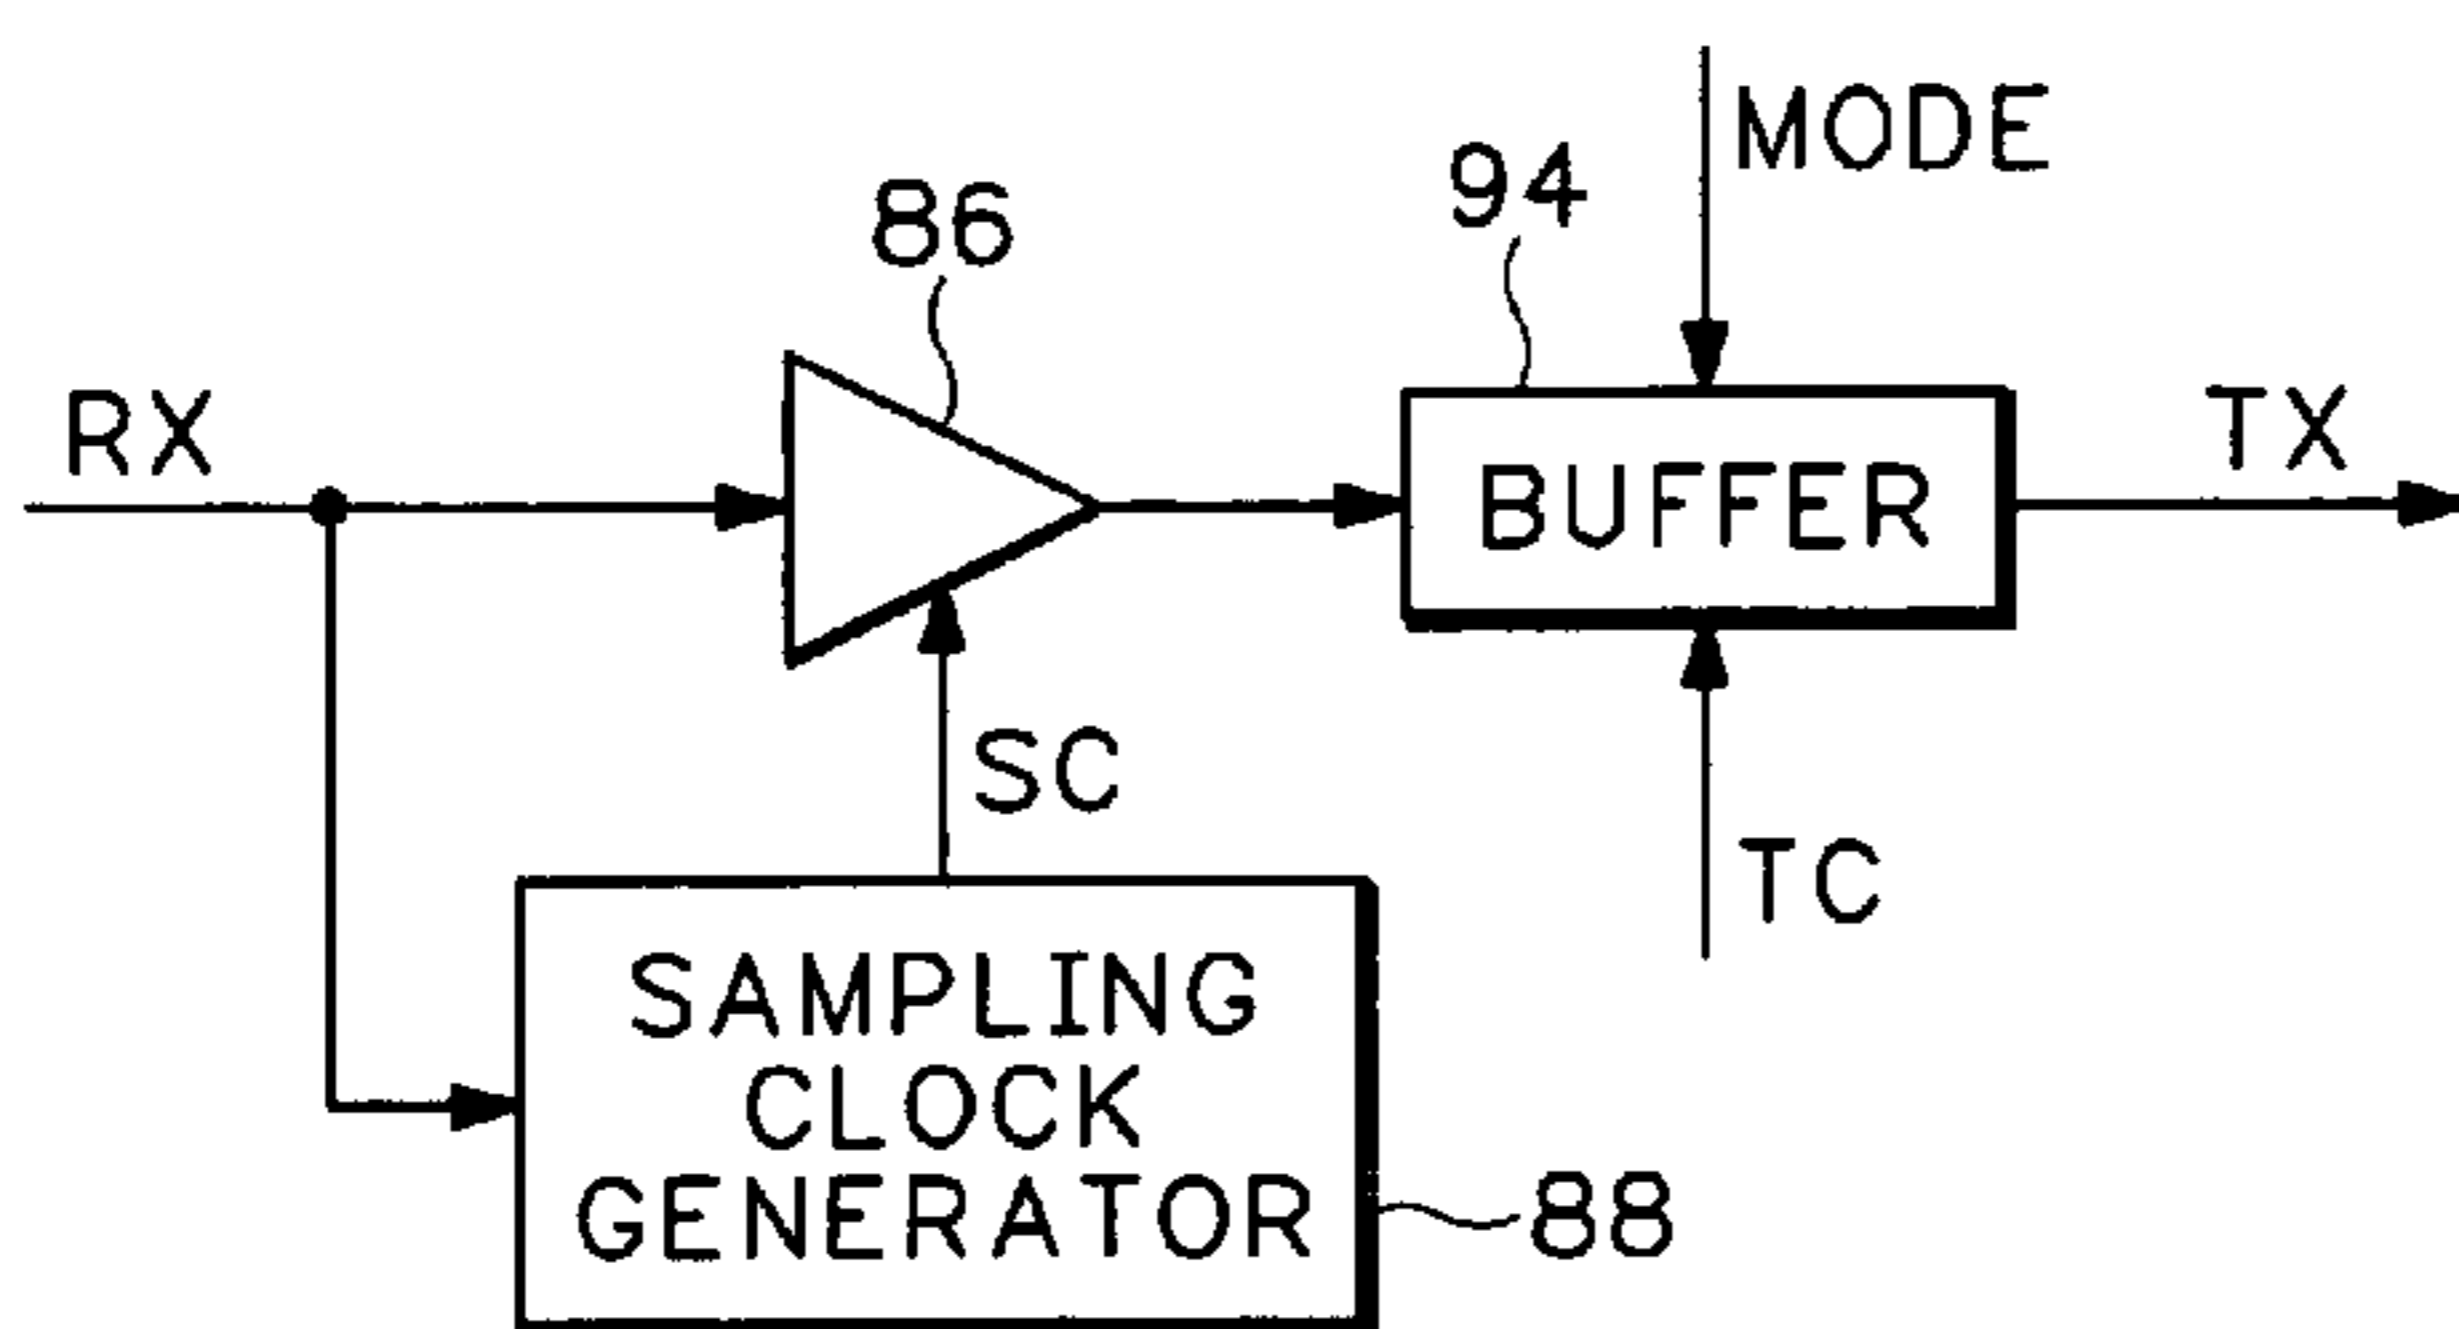 MODE
94
86
RX
TX
BUFFER
SC
TC
SAMPLING
CLOCK
GENERATOR
88